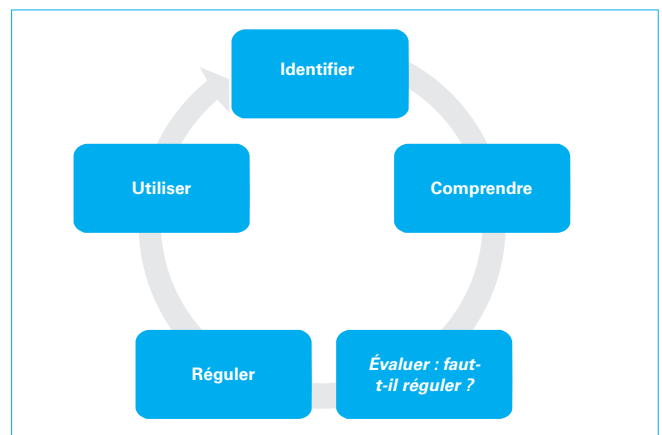 Identifier
Comprendre
Évaluer : faut-
t-il réguler ?
Réguler
Utiliser